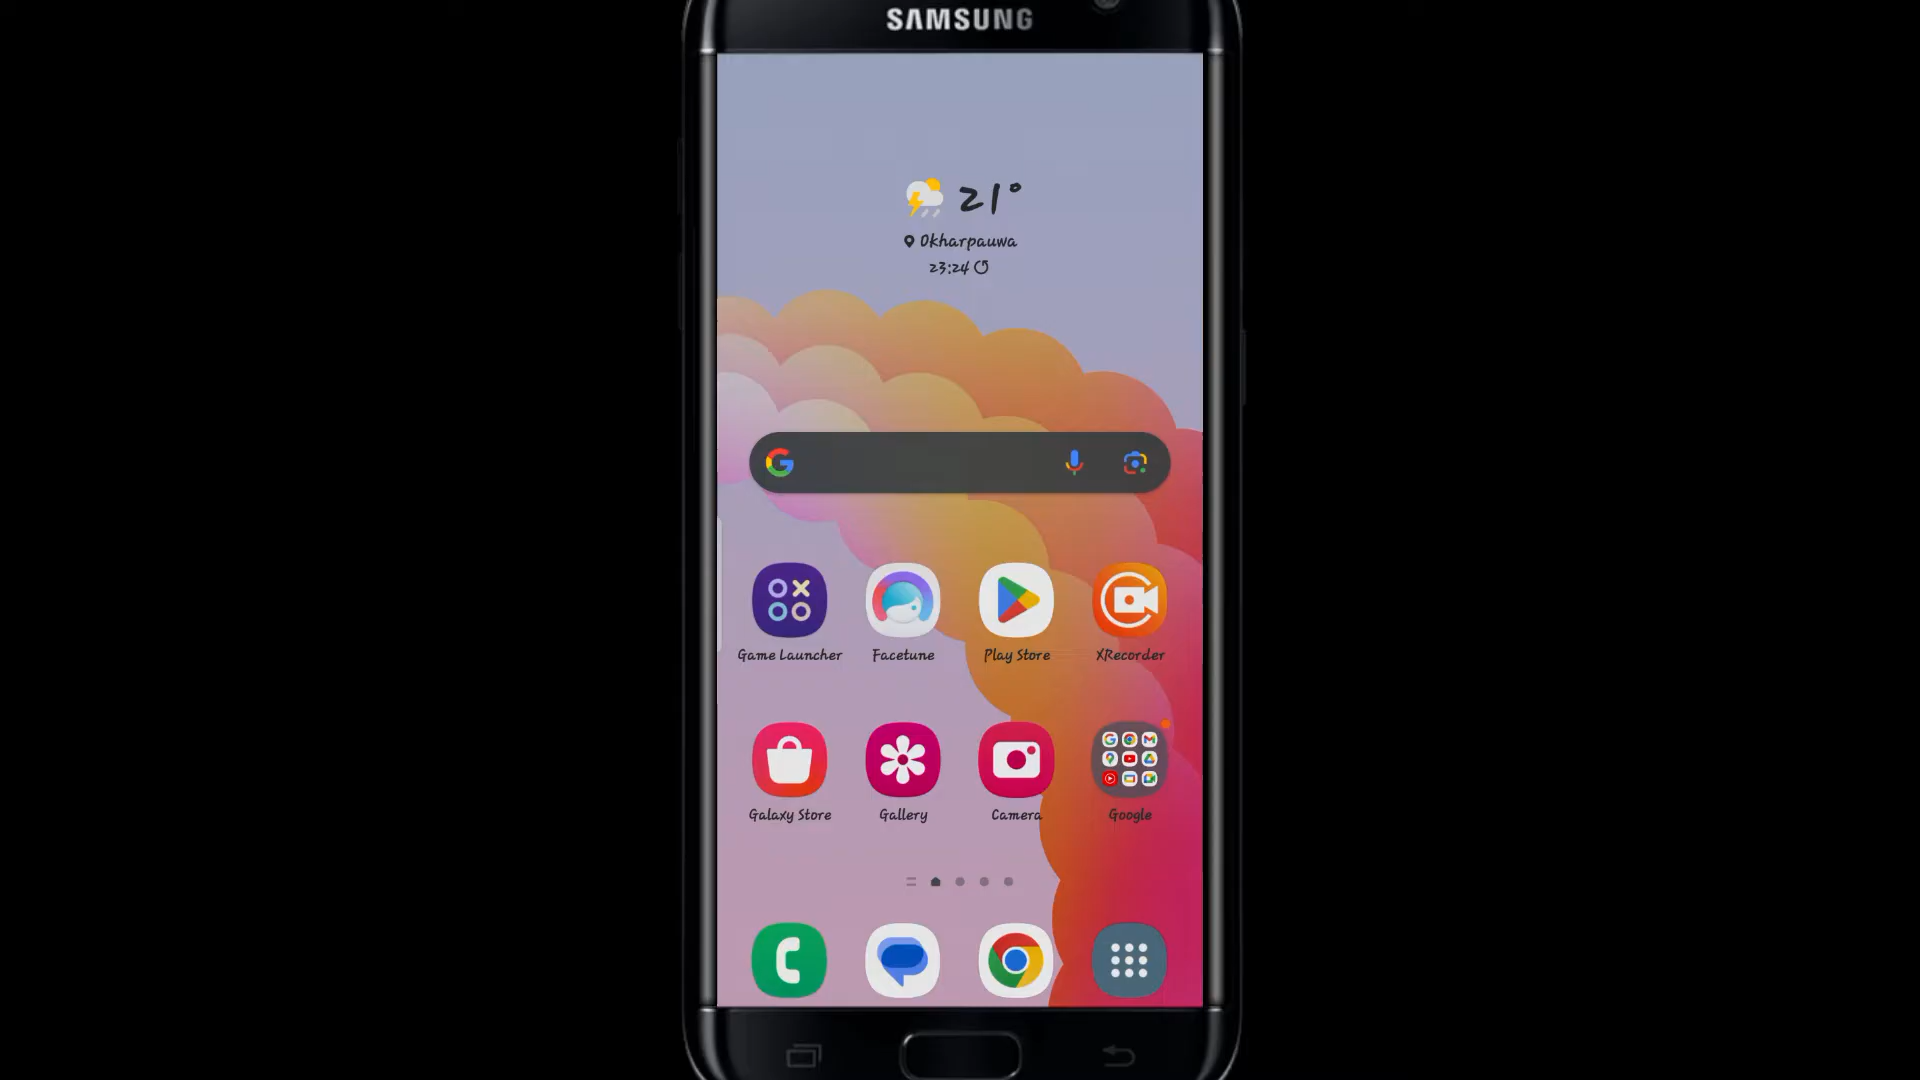 SAMSUNG
21°
Okharpauwa
23:24
Game Launcher
Facetune
Play Store
XRecorder
Galaxy Store
Gallery
Camera
Google